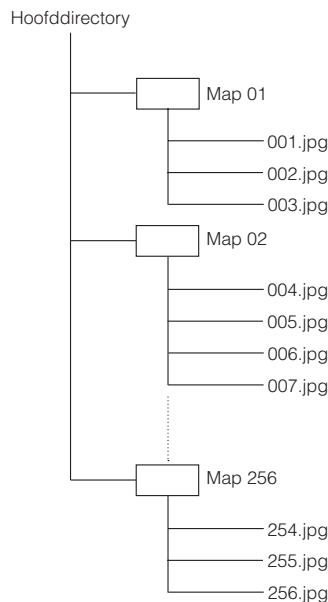 Hoofddirectory
Map 01
001.jpg
002.jpg
003.jpg
Map 02
004.jpg
005.jpg
006.jpg
007.jpg
Map 256
254.jpg
255.jpg
256.jpg